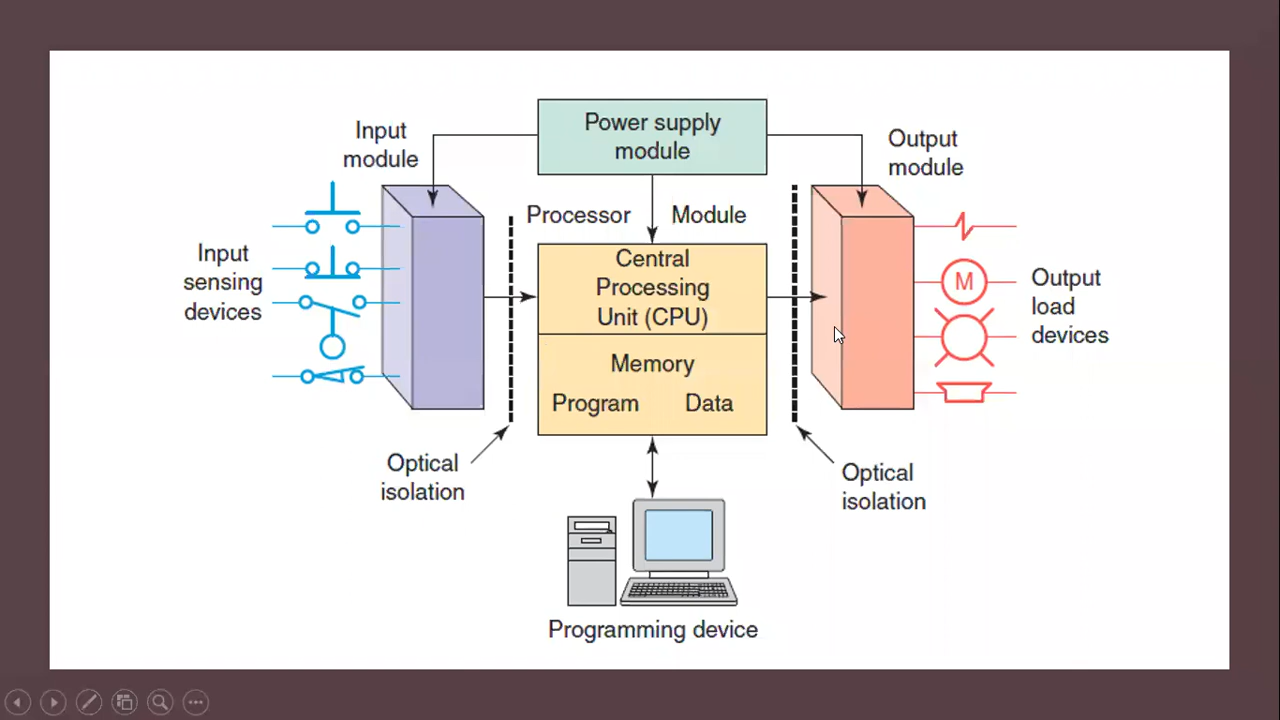 Power supply
module
Input
module
Output
module
Processor Module
Input
sensing
devices
Central
Processing
Unit (CPU)
Memory
Program Data
M
Output
load
devices
Optical
isolation
Optical
isolation
Programming device